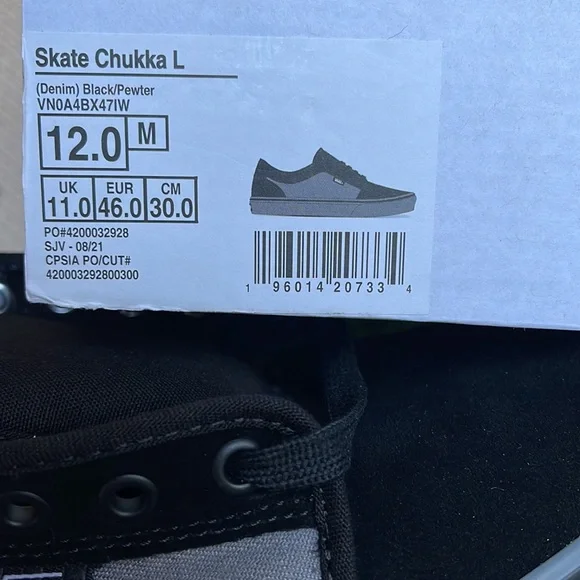 Skate Chukka L
(Denim) Black/Pewter
VN0A4BX47IW
12.0 M
UK EUR CM
11.0 46.0 30.0
PO#4200032928
SJV - 08/21
CPSIA PO/CUT#
420003292800300
1 96014 20733 4